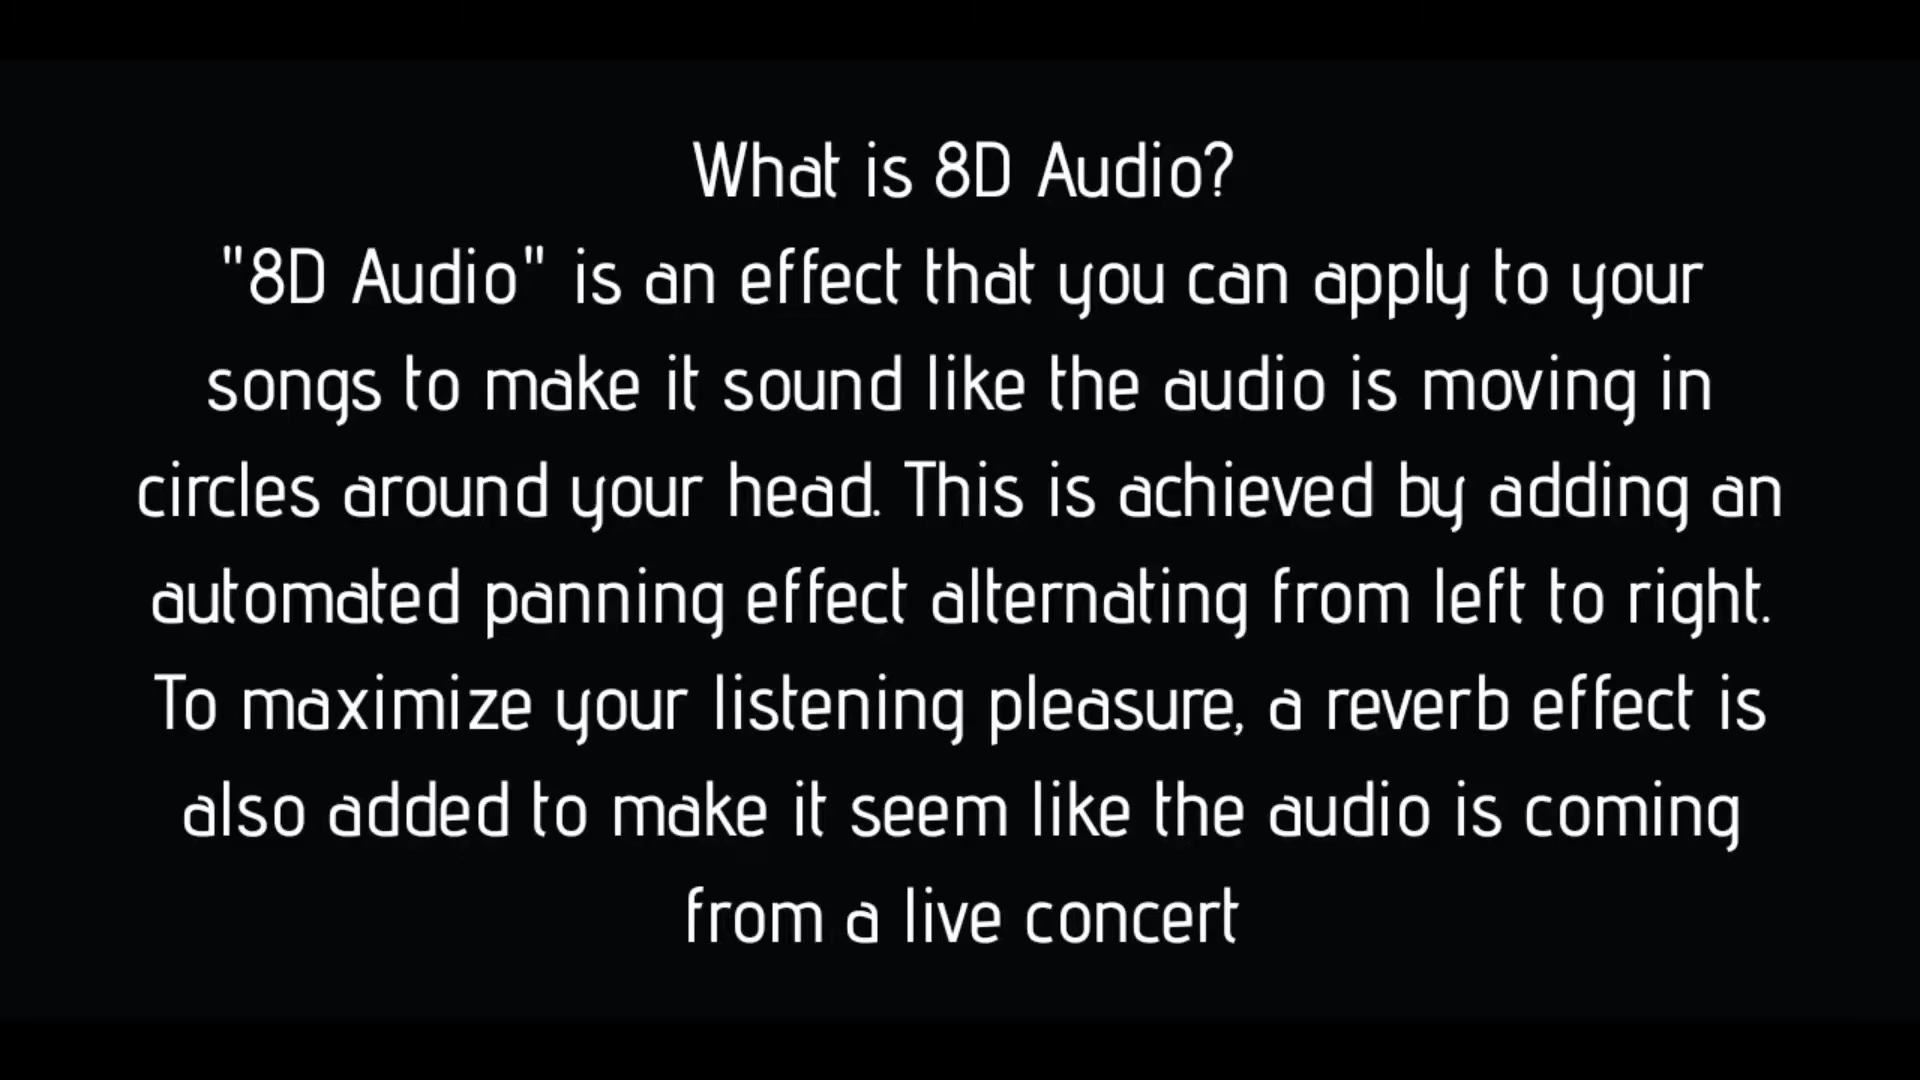 What is 8D Audio?
"8D Audio" is an effect that you can apply to your
songs to make it sound like the audio is moving in
circles around your head. This is achieved by adding an
automated panning effect alternating from left to right.
To maximize your listening pleasure, a reverb effect is
also added to make it seem like the audio is coming
from a live concert